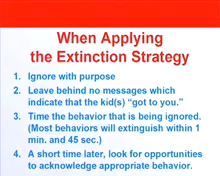 When Applying
the Extinction Strategy
1. Ignore with purpose
2. Leave behind no messages which
indicate that the kid(s) “got to you.”
3. Time the behavior that is being ignored.
(Most behaviors will extinguish within 1
min. and 45 sec.)
4. A short time later, look for opportunities
to acknowledge appropriate behavior.